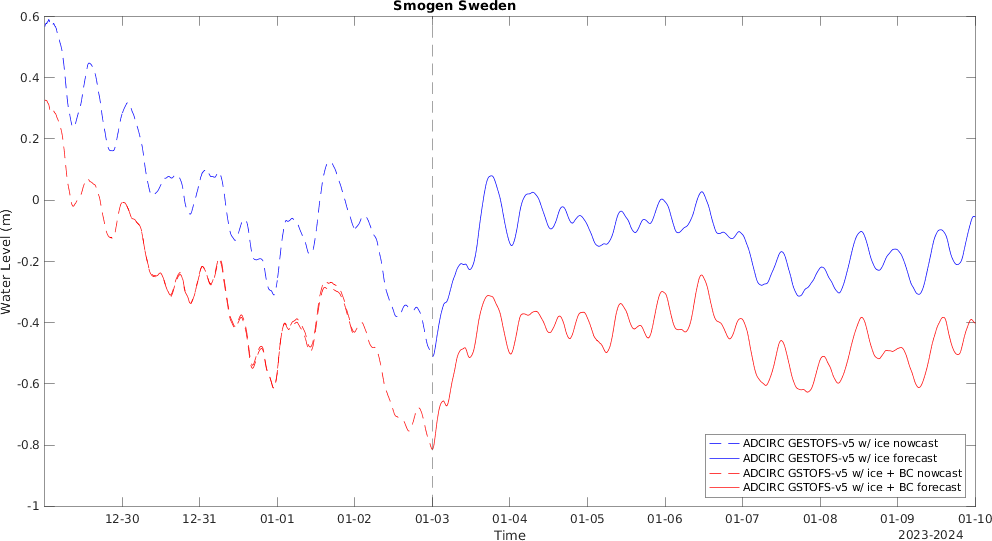 Smogen Sweden
0.6
0.4
0.2
0
-0.2
-0.4
-0.6
-0.8
-1
Water Level (m)
12-30 12-31 01-01 01-02 01-03 01-04 01-05 01-06 01-07 01-08 01-09 01-10
Time
2023-2024
ADCIRC GESTOFS-v5 w/ ice nowcast
ADCIRC GESTOFS-v5 w/ ice forecast
ADCIRC GSTOFS-v5 w/ ice + BC nowcast
ADCIRC GSTOFS-v5 w/ ice + BC forecast